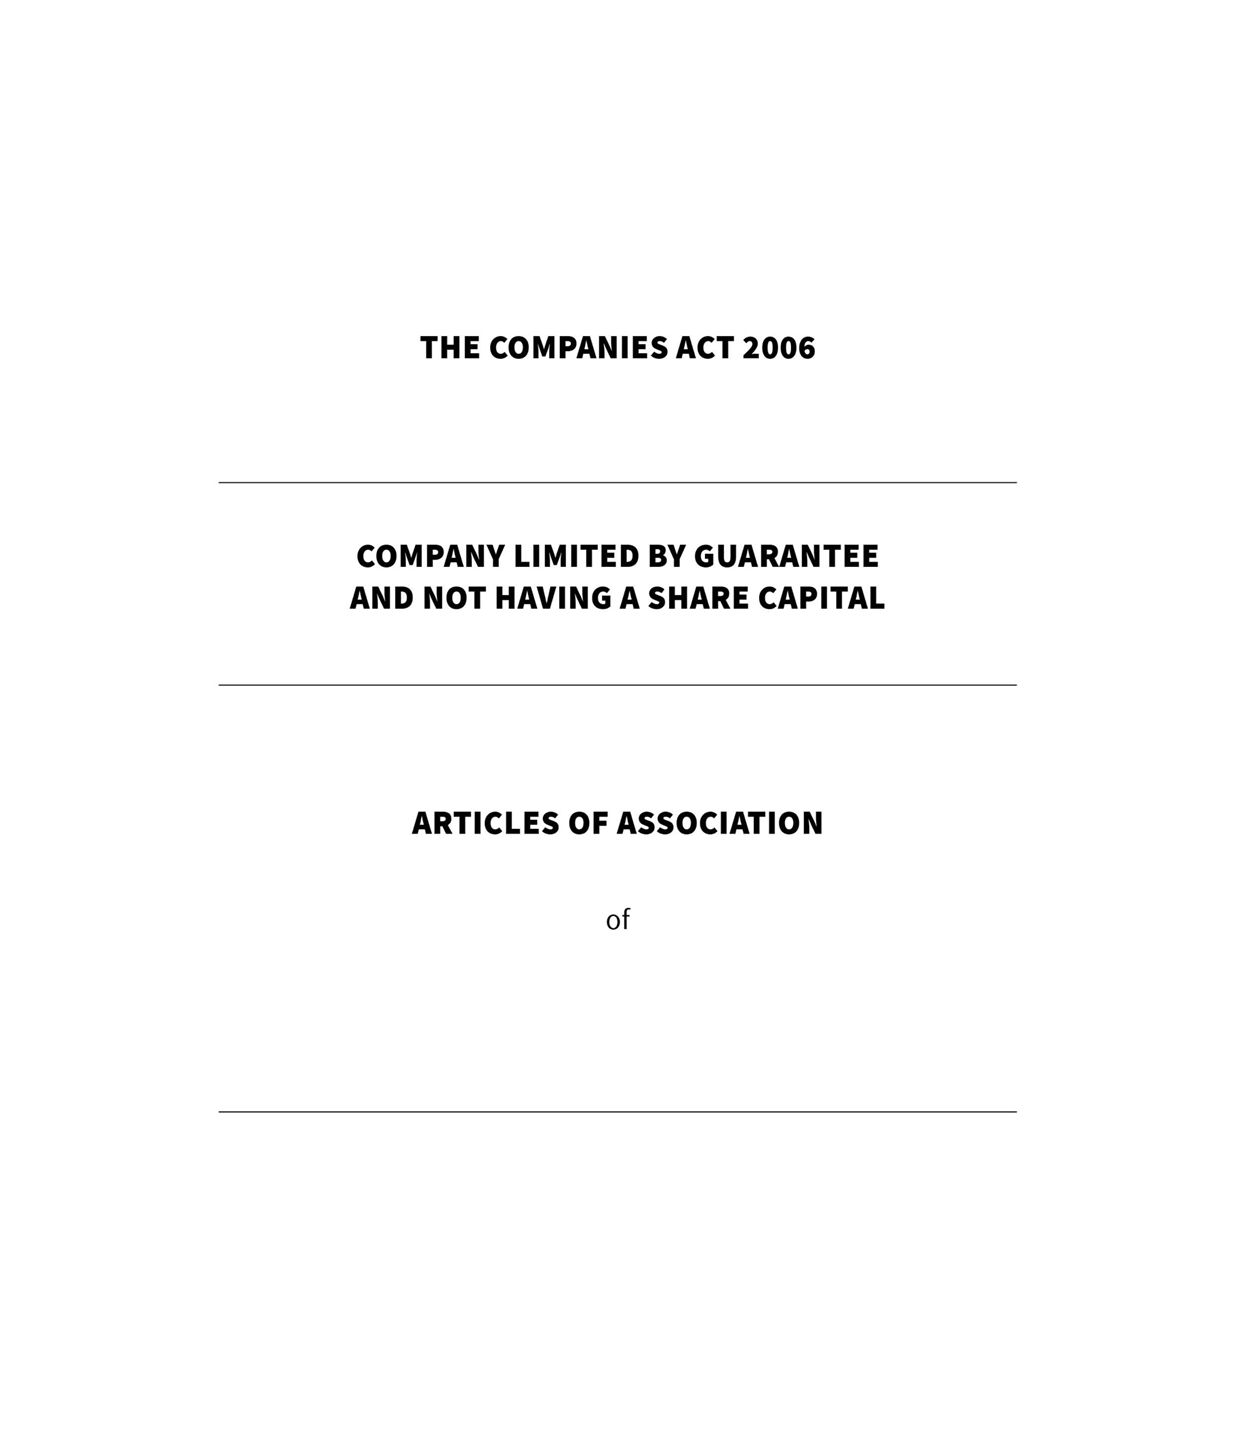 THE COMPANIES ACT 2006
COMPANY LIMITED BY GUARANTEE
AND NOT HAVING A SHARE CAPITAL
ARTICLES OF ASSOCIATION
of